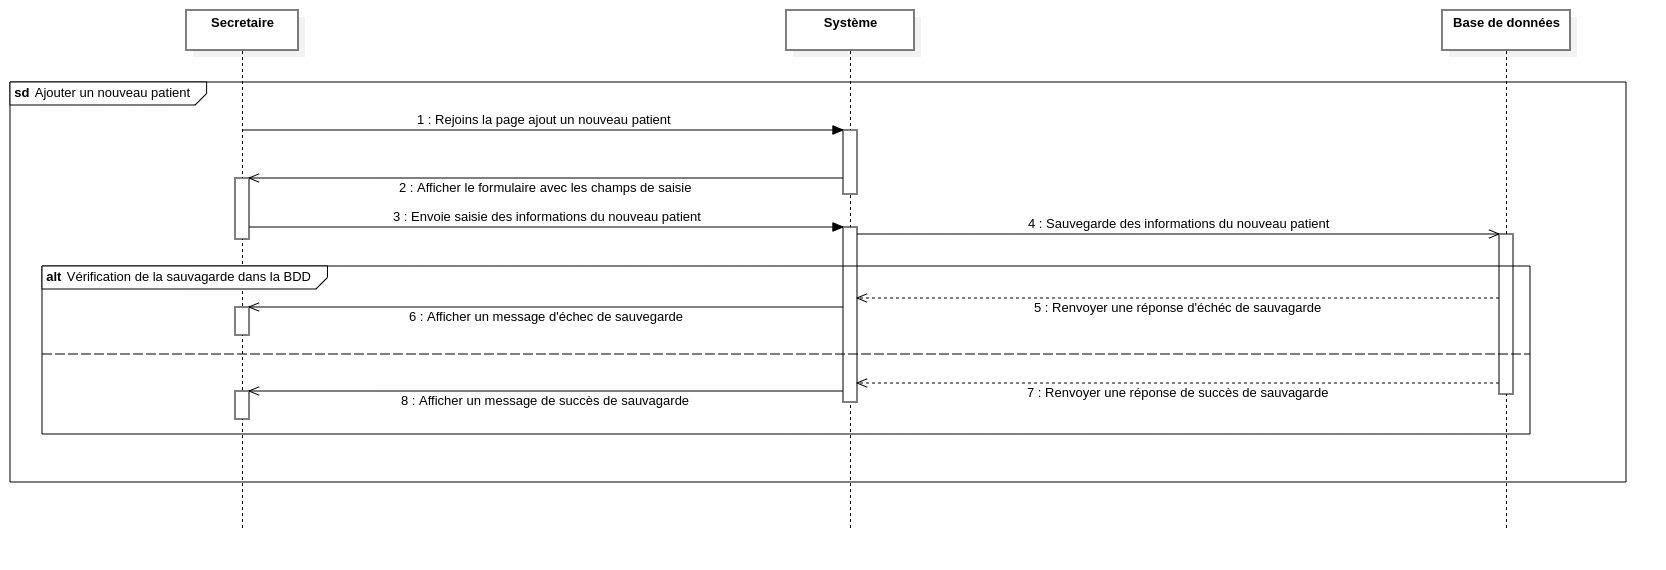 Secretaire
Système
Base de données
sd Ajouter un nouveau patient
1 : Rejoins la page ajout un nouveau patient
2 : Afficher le formulaire avec les champs de saisie
3 : Envoie saisie des informations du nouveau patient
4 : Sauvegarde des informations du nouveau patient
alt Vérification de la sauvagarde dans la BDD
5 : Renvoyer une réponse d'échéc de sauvagarde
6 : Afficher un message d'échec de sauvegarde
7 : Renvoyer une réponse de succès de sauvagarde
8 : Afficher un message de succès de sauvagarde